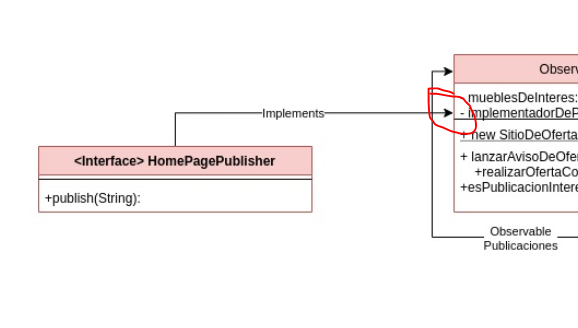 Observ
mueblesDeInteres:
Implements
- implementadorDeP
+ new SitioDeOferta
<Interface> HomePagePublisher
+ lanzarAvisoDeOfer
+realizarOfertaCo
+esPublicacionIntere
+publish(String):
Observable
Publicaciones